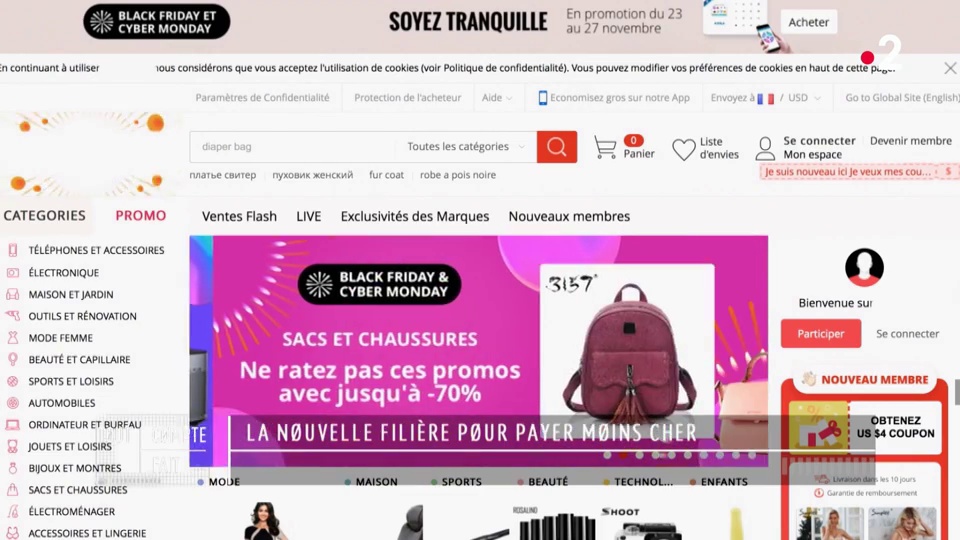 BLACK FRIDAY ET
CYBER MONDAY
SOYEZ TRANQUILLE
En promotion du 23
au 27 novembre
Acheter
2
En continuant à utiliser
nous considérons que vous acceptez l'utilisation de cookies (voir Politique de confidentialité). Vous pouvez modifier vos préférences de cookies en haut de cette page.
Paramètres de Confidentialité
Protection de l'acheteur
Aide
Economisez gros sur notre App
Envoyez à / USD
Go to Global Site (English)
diaper bag
Toutes les catégories
0
Panier
Liste
d'envies
Se connecter
Devenir membre
Mon espace
Je suis nouveau ici Je veux mes cou... $
платье свитер
пуховик женский
fur coat
robe a pois noire
CATEGORIES
PROMO
Ventes Flash
LIVE
Exclusivités des Marques
Nouveaux membres
TÉLÉPHONES ET ACCESSOIRES
ÉLECTRONIQUE
MAISON ET JARDIN
OUTILS ET RÉNOVATION
MODE FEMME
BEAUTÉ ET CAPILLAIRE
SPORTS ET LOISIRS
AUTOMOBILES
ORDINATEUR ET BUREAU
JOUETS ET LOISIRS
BIJOUX ET MONTRES
SACS ET CHAUSSURES
ÉLECTROMÉNAGER
ACCESSOIRES ET LINGERIE
BLACK FRIDAY &
CYBER MONDAY
SACS ET CHAUSSURES
Ne ratez pas ces promos
avec jusqu'à -70%
3157
Bienvenue sur
Participer
Se connecter
NOUVEAU MEMBRE
OBTENEZ
US $4 COUPON
Livraison dans les 10 jours
Garantie de remboursement
TOUT COMPTE
FAIT
LA NØUVELLE FILIÈRE PØUR PAYER MØINS CHER
MODE
MAISON
SPORTS
BEAUTÉ
TECHNOL...
ENFANTS
ROSALIND
SHOOT